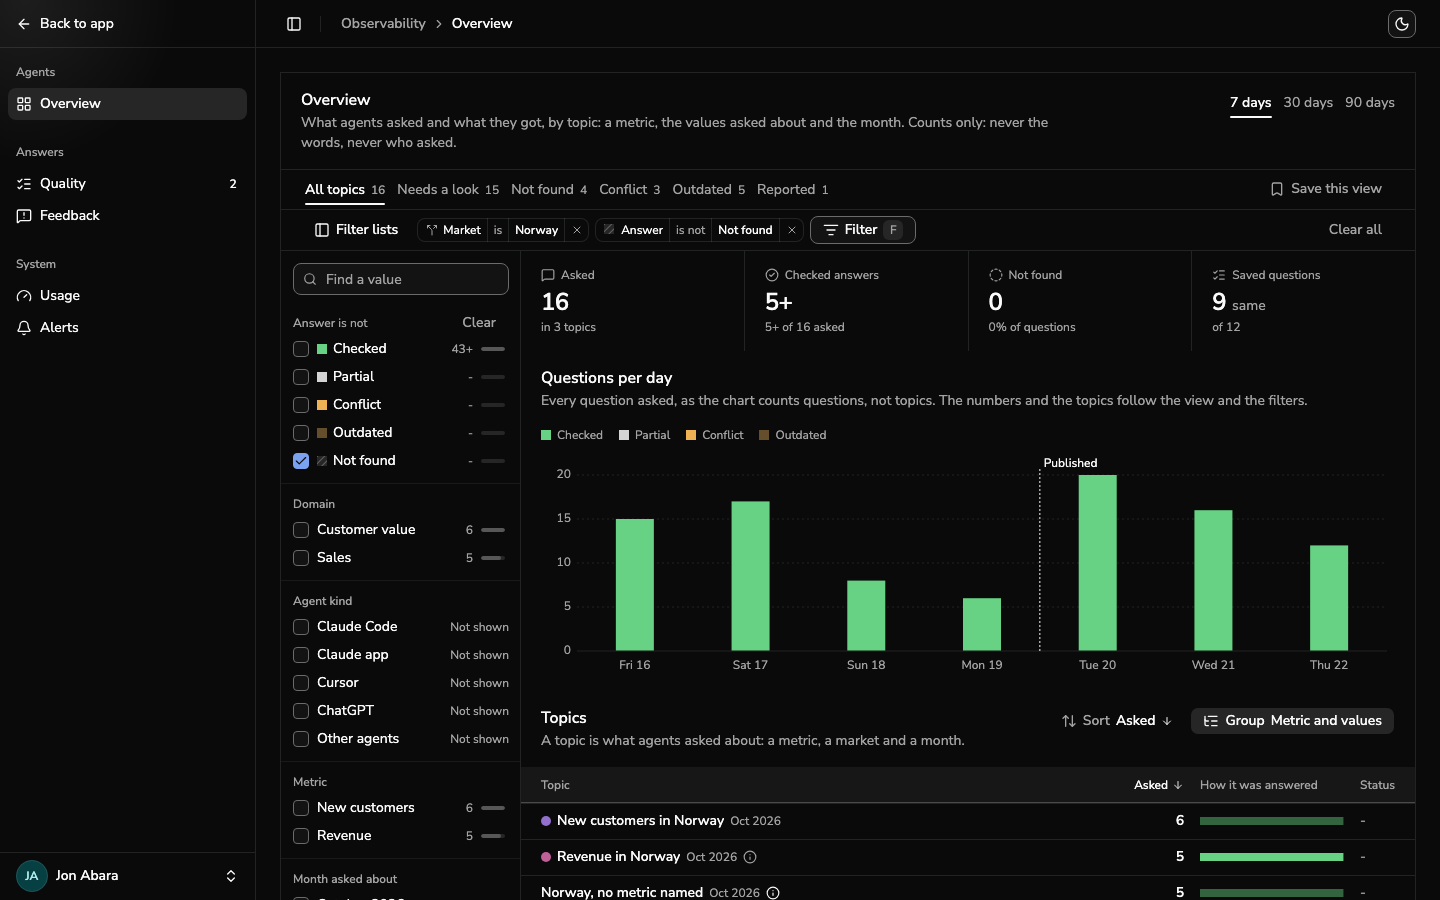 Back to app
Agents
Overview
Answers
Quality 2
Feedback
System
Usage
Alerts
JA Jon Abara
Observability > Overview
Overview
What agents asked and what they got, by topic: a metric, the values asked about and the month. Counts only: never the
words, never who asked.
7 days 30 days 90 days
All topics 16 Needs a look 15 Not found 4 Conflict 3 Outdated 5 Reported 1
Save this view
Filter lists Market is Norway Answer is not Not found Filter F
Clear all
Find a value
Answer is not Clear
Checked 43+
Partial -
Conflict -
Outdated -
Not found -
Domain
Customer value 6
Sales 5
Agent kind
Claude Code Not shown
Claude app Not shown
Cursor Not shown
ChatGPT Not shown
Other agents Not shown
Metric
New customers 6
Revenue 5
Month asked about
Asked
16
in 3 topics
Checked answers
5+
5+ of 16 asked
Not found
0
0% of questions
Saved questions
9 same
of 12
Questions per day
Every question asked, as the chart counts questions, not topics. The numbers and the topics follow the view and the filters.
Checked Partial Conflict Outdated
Published
20
15
10
5
0
Fri 16 Sat 17 Sun 18 Mon 19 Tue 20 Wed 21 Thu 22
Topics
A topic is what agents asked about: a metric, a market and a month.
Sort Asked ↓ Group Metric and values
Topic Asked ↓ How it was answered Status
New customers in Norway Oct 2026 6 -
Revenue in Norway Oct 2026 5 -
Norway, no metric named Oct 2026 5 -